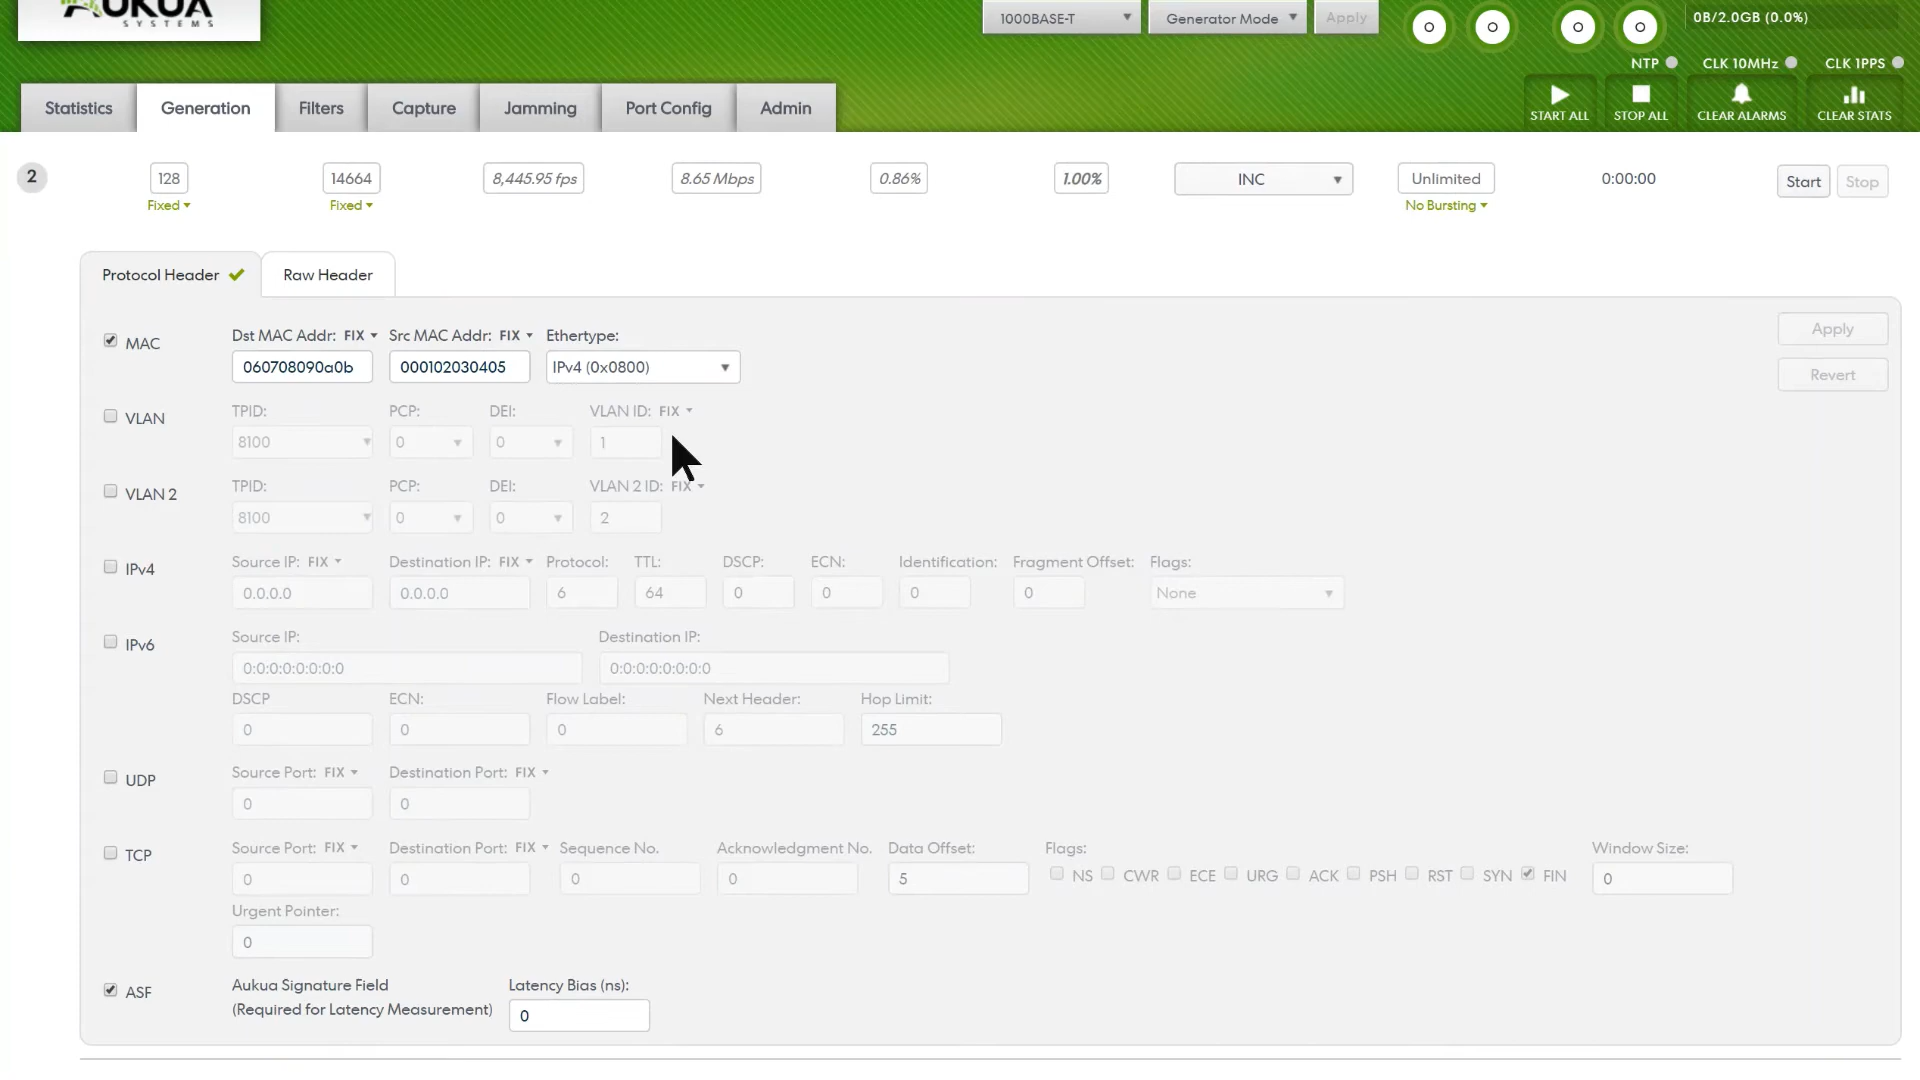 AUKUA
SYSTEMS
1000BASE-T
Generator Mode
Apply
0B/2.0GB (0.0%)
NTP
CLK 10MHz
CLK 1PPS
Statistics
Generation
Filters
Capture
Jamming
Port Config
Admin
START ALL
STOP ALL
CLEAR ALARMS
CLEAR STATS
2
128
14664
8,445.95 fps
8.65 Mbps
0.86%
1.00%
INC
Unlimited
0:00:00
Start
Stop
Fixed
Fixed
No Bursting
Protocol Header
Raw Header
MAC
Dst MAC Addr: FIX
Src MAC Addr: FIX
Ethertype:
Apply
060708090a0b
000102030405
IPv4 (0x0800)
Revert
VLAN
TPID:
PCP:
DEI:
VLAN ID: FIX
8100
0
0
1
VLAN 2
TPID:
PCP:
DEI:
VLAN 2 ID: FIX
8100
0
0
2
IPv4
Source IP: FIX
Destination IP: FIX
Protocol:
TTL:
DSCP:
ECN:
Identification:
Fragment Offset:
Flags:
0.0.0.0
0.0.0.0
6
64
0
0
0
0
None
IPv6
Source IP:
Destination IP:
0:0:0:0:0:0:0:0
0:0:0:0:0:0:0:0
DSCP
ECN:
Flow Label:
Next Header:
Hop Limit:
0
0
0
6
255
UDP
Source Port: FIX
Destination Port: FIX
0
0
TCP
Source Port: FIX
Destination Port: FIX
Sequence No.
Acknowledgment No.
Data Offset:
Flags:
Window Size:
0
0
0
0
5
NS
CWR
ECE
URG
ACK
PSH
RST
SYN
FIN
0
Urgent Pointer:
0
ASF
Aukua Signature Field
(Required for Latency Measurement)
Latency Bias (ns):
0